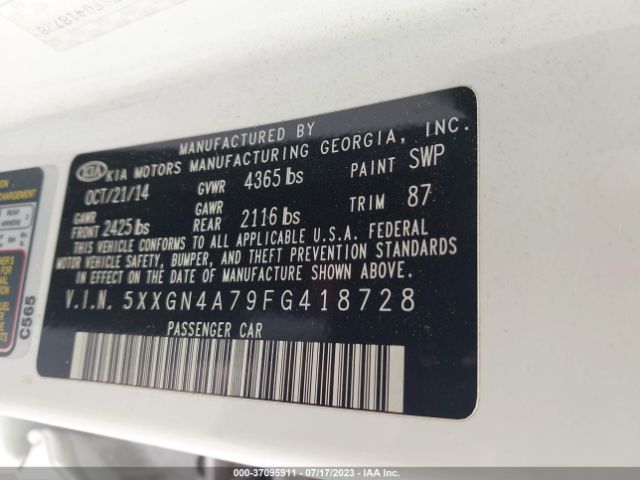 MANUFACTURED BY
KIA KIA MOTORS MANUFACTURING GEORGIA, INC.
OCT/21/14 GVWR 4365 lbs PAINT SWP
GAWR FRONT 2425 lbs GAWR REAR 2116 lbs TRIM 87
THIS VEHICLE CONFORMS TO ALL APPLICABLE U.S.A. FEDERAL
MOTOR VEHICLE SAFETY, BUMPER, AND THEFT PREVENTION STANDARDS
IN EFFECT ON THE DATE OF MANUFACTURE SHOWN ABOVE.
V.I.N. 5XXGN4A79FG418728
PASSENGER CAR
C565
000-37095911 - 07/17/2023 - IAA Inc.